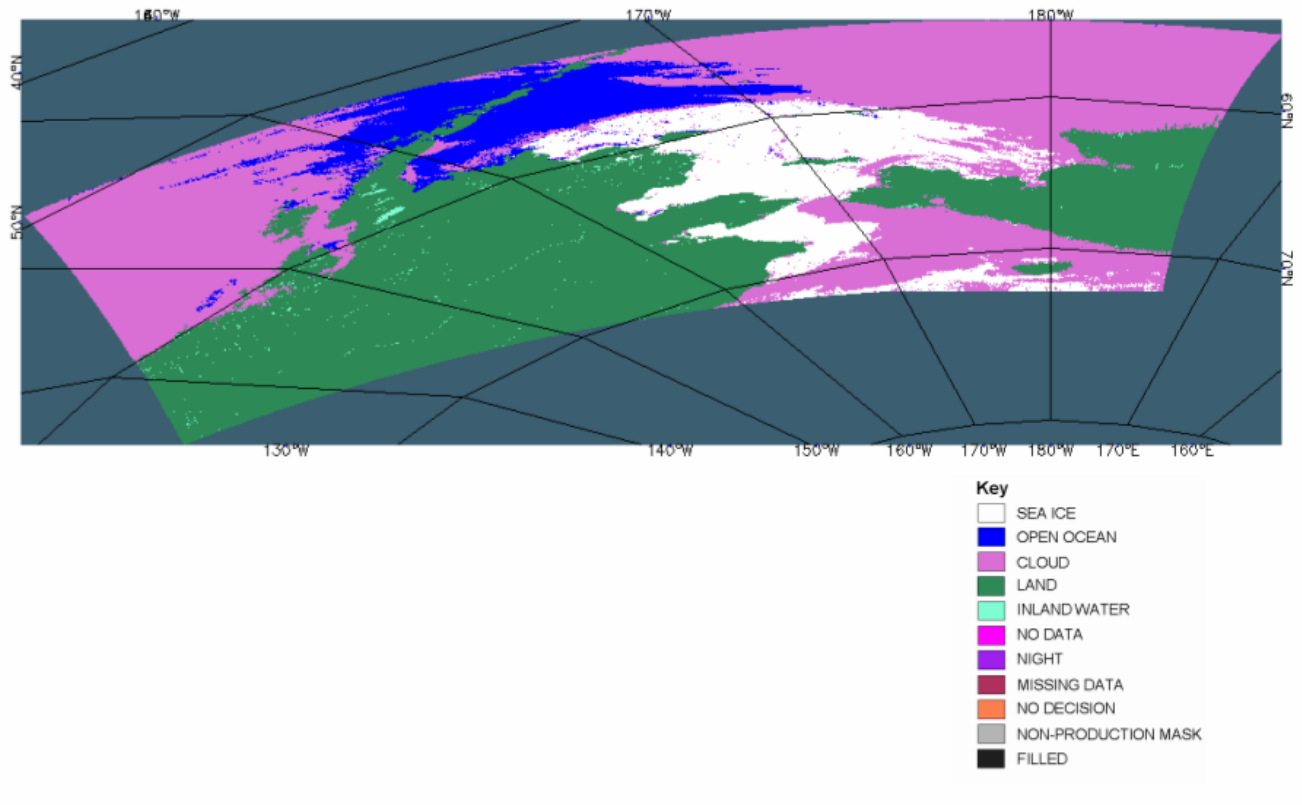 170°W 180°W
40°N
60°N
50°N
70°N
130°W 140°W 150°W 160°W 170°W 180°W 170°E 160°E
Key
SEA ICE
OPEN OCEAN
CLOUD
LAND
INLAND WATER
NO DATA
NIGHT
MISSING DATA
NO DECISION
NON-PRODUCTION MASK
FILLED